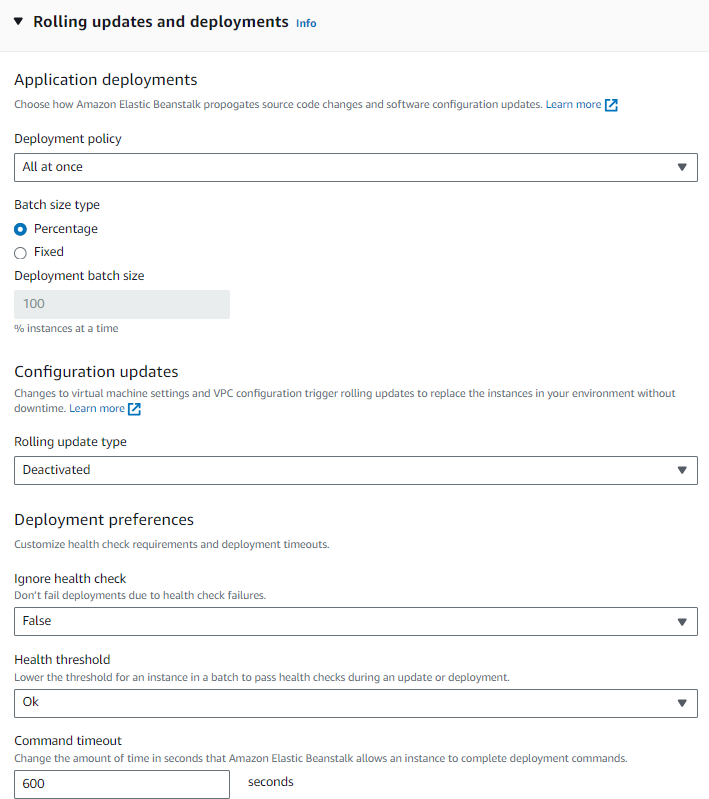 Rolling updates and deployments Info
Application deployments
Choose how Amazon Elastic Beanstalk propogates source code changes and software configuration updates. Learn more
Deployment policy
All at once
Batch size type
Percentage
Fixed
Deployment batch size
100
% instances at a time
Configuration updates
Changes to virtual machine settings and VPC configuration trigger rolling updates to replace the instances in your environment without
downtime. Learn more
Rolling update type
Deactivated
Deployment preferences
Customize health check requirements and deployment timeouts.
Ignore health check
Don't fail deployments due to health check failures.
False
Health threshold
Lower the threshold for an instance in a batch to pass health checks during an update or deployment.
Ok
Command timeout
Change the amount of time in seconds that Amazon Elastic Beanstalk allows an instance to complete deployment commands.
600 seconds